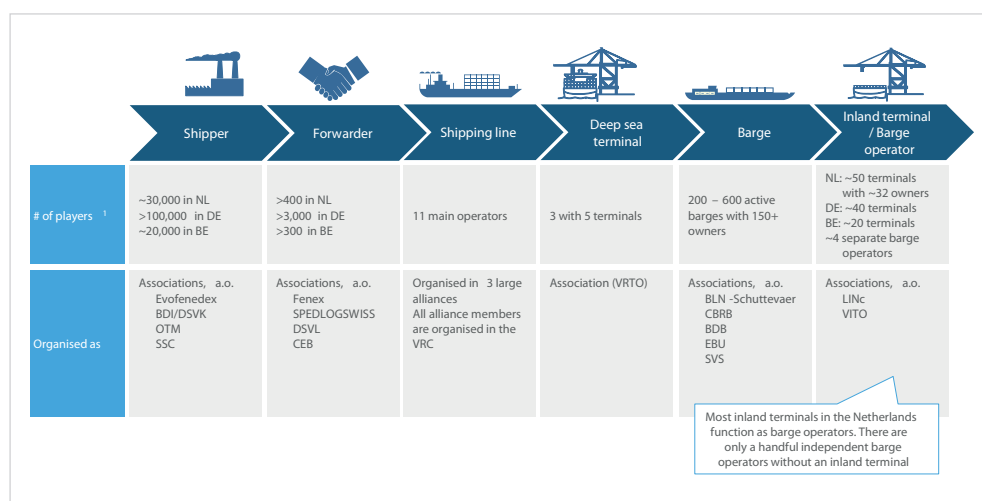 Shipper
Forwarder
Shipping line
Deep sea
terminal
Barge
Inland terminal
/ Barge
operator
# of players 1
~30,000 in NL
>100,000 in DE
~20,000 in BE
>400 in NL
>3,000 in DE
>300 in BE
11 main operators
3 with 5 terminals
200 – 600 active
barges with 150+
owners
NL: ~50 terminals
with ~32 owners
DE: ~40 terminals
BE: ~20 terminals
~4 separate barge
operators
Organised as
Associations, a.o.
Evofenedex
BDI/DSVK
OTM
SSC
Associations, a.o.
Fenex
SPEDLOGSWISS
DSVL
CEB
Organised in 3 large
alliances
All alliance members
are organised in the
VRC
Association (VRTO)
Associations, a.o.
BLN -Schuttevaer
CBRB
BDB
EBU
SVS
Associations, a.o.
LINc
VITO
Most inland terminals in the Netherlands
function as barge operators. There are
only a handful independent barge
operators without an inland terminal